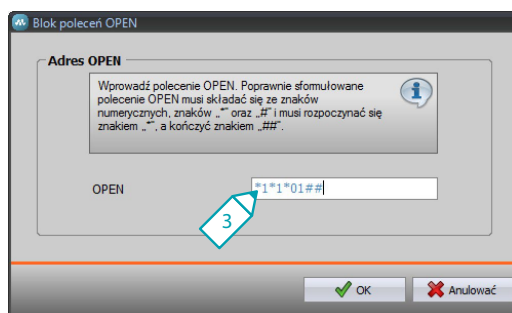 Blok poleceń OPEN
Adres OPEN
Wprowadź polecenie OPEN. Poprawnie sformułowane
polecenie OPEN musi składać się ze znaków
numerycznych, znaków „*” oraz „#” i musi rozpoczynać się
znakiem „*”, a kończyć znakiem „##”.
OPEN
*1*1*01##
3
OK
Anulować